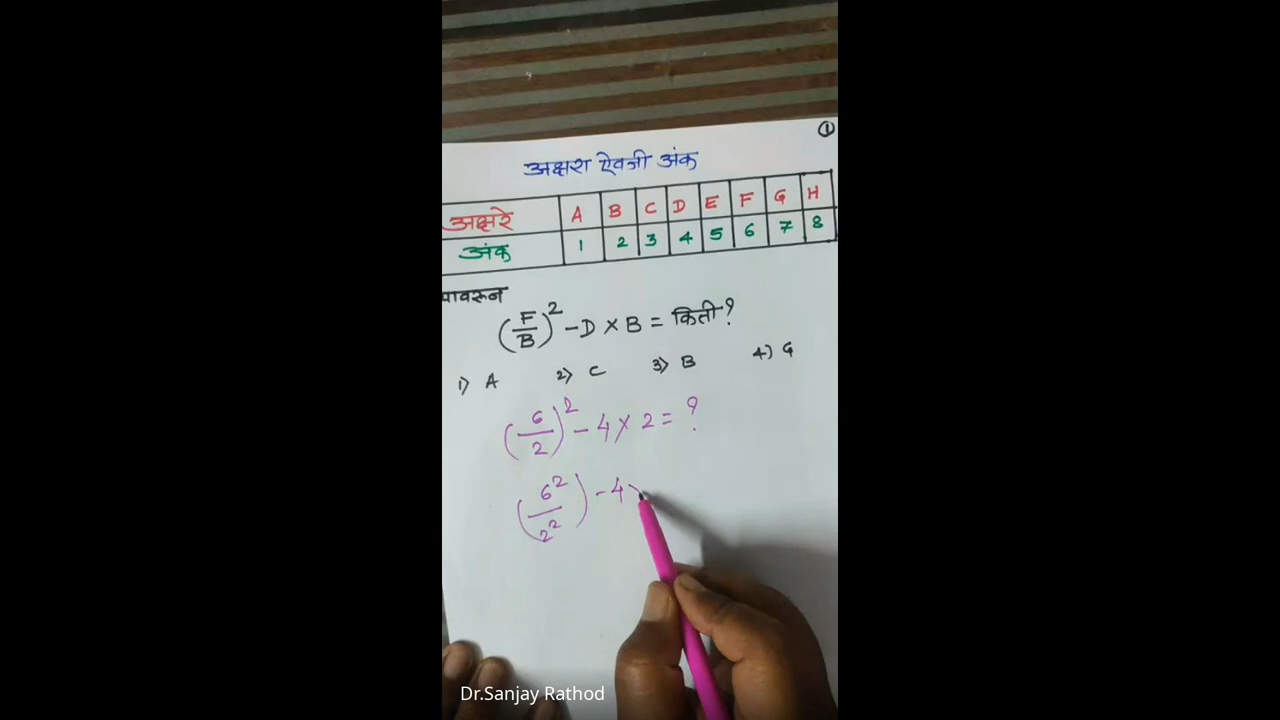 ①
अक्षरा ऐवजी अंक
अक्षरे A B C D E F G H
अंक 1 2 3 4 5 6 7 8
यावरून
(F/B)² - D × B = किती?
1) A 2) C 3) B 4) G
(6/2)² - 4 × 2 = ?
(6²/2²) - 4
Dr.Sanjay Rathod